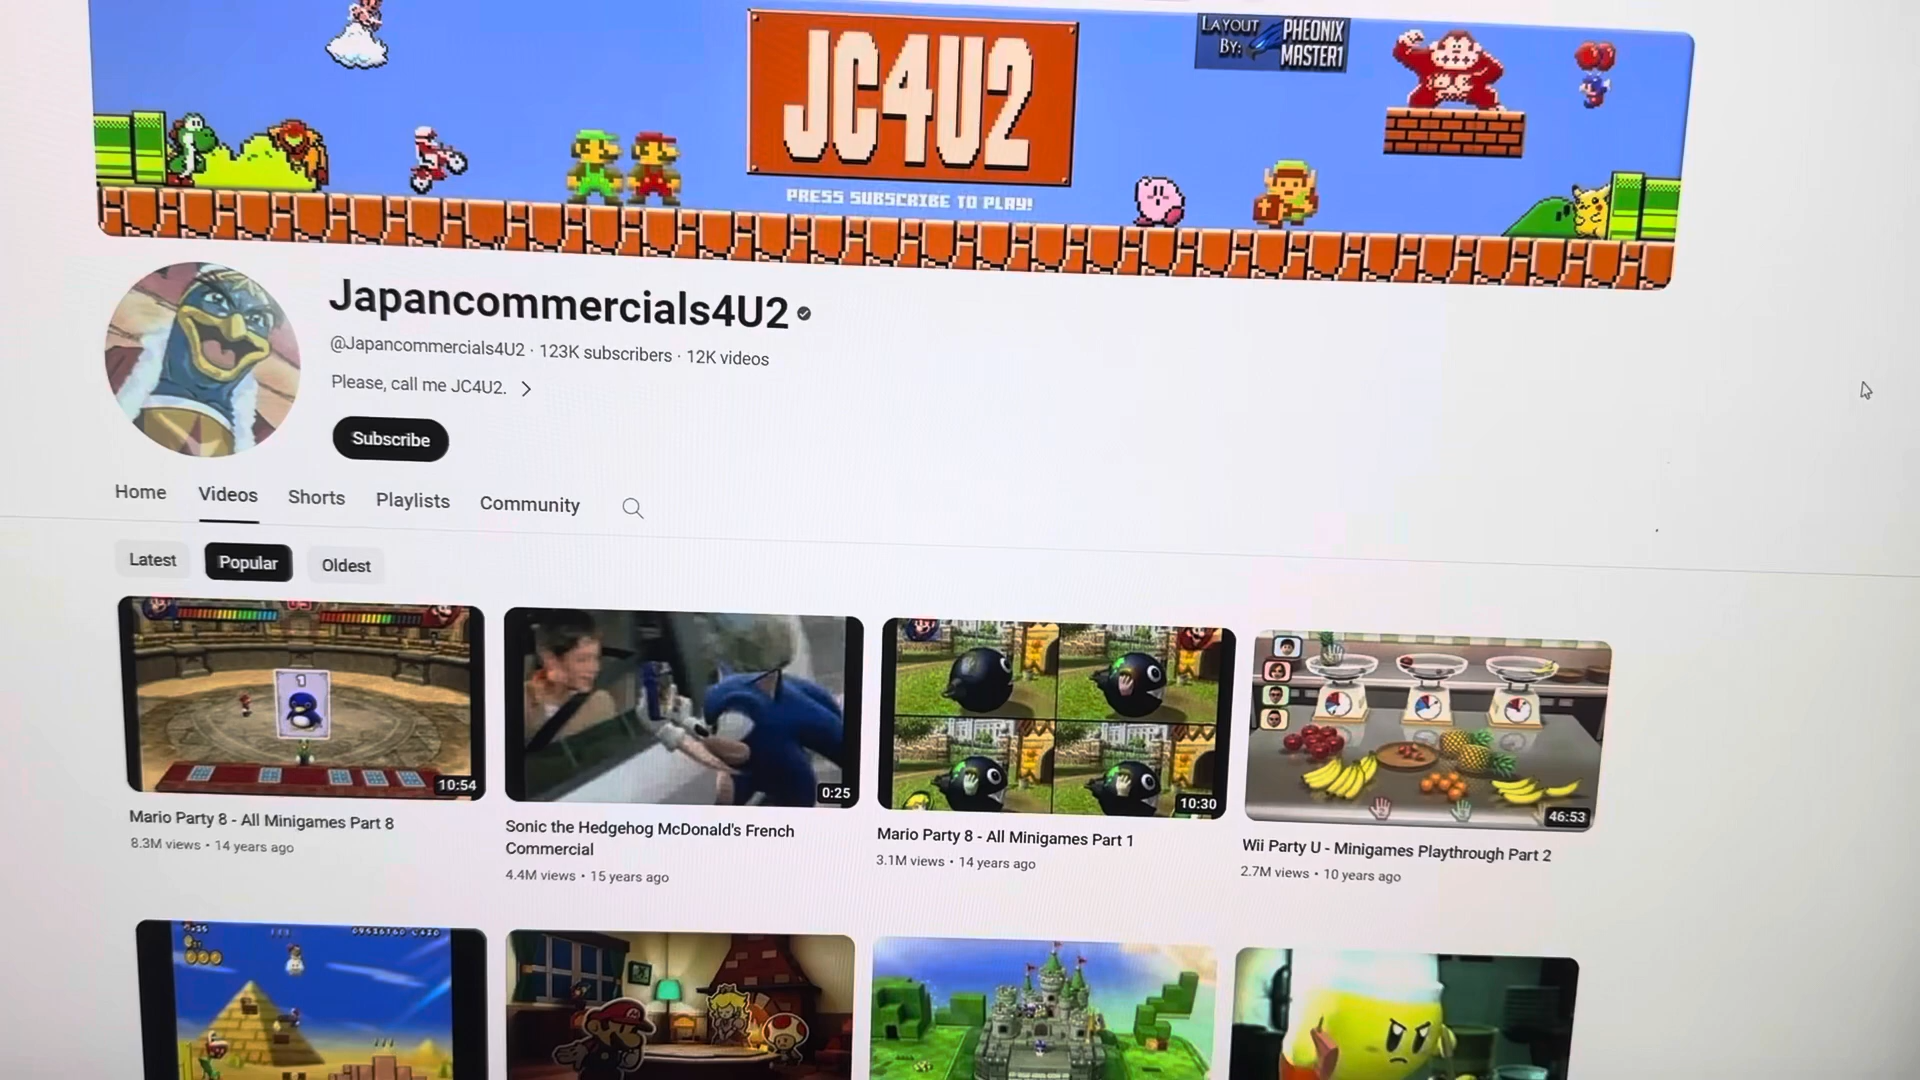 LAYOUT
BY:
PHEONIX
MASTER1
JC4U2
PRESS SUBSCRIBE TO PLAY!
Japancommercials4U2
@Japancommercials4U2 · 123K subscribers · 12K videos
Please, call me JC4U2. >
Subscribe
Home Videos Shorts Playlists Community
Latest Popular Oldest
1
10:54
0:25
10:30
46:53
Mario Party 8 - All Minigames Part 8
8.3M views • 14 years ago
Sonic the Hedgehog McDonald's French
Commercial
4.4M views • 15 years ago
Mario Party 8 - All Minigames Part 1
3.1M views • 14 years ago
Wii Party U - Minigames Playthrough Part 2
2.7M views • 10 years ago